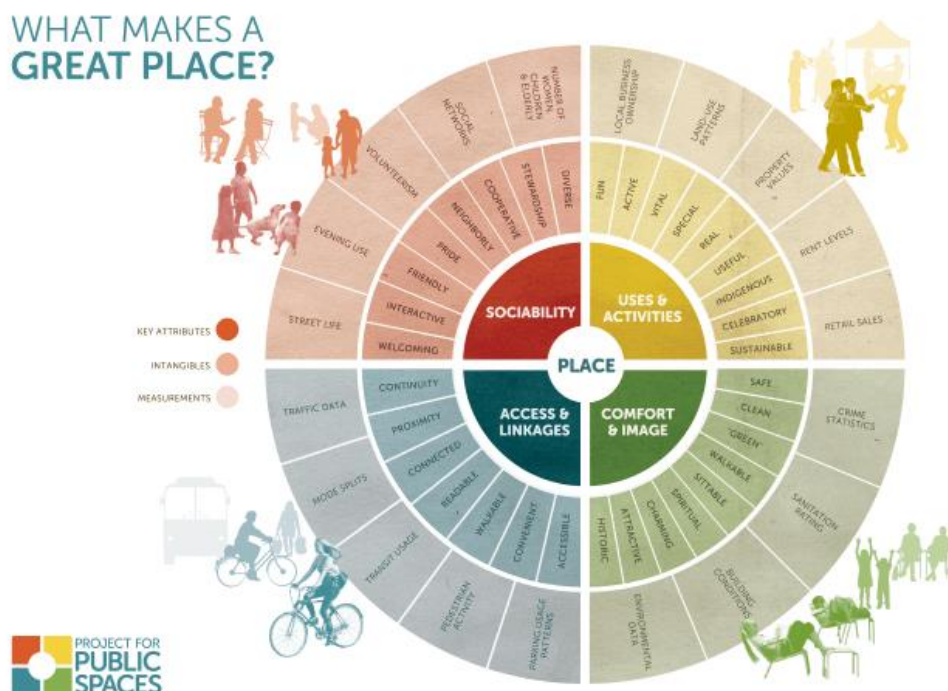 WHAT MAKES A
GREAT PLACE?
KEY ATTRIBUTES
INTANGIBLES
MEASUREMENTS
PLACE
SOCIABILITY
WELCOMING
INTERACTIVE
FRIENDLY
PRIDE
NEIGHBORLY
COOPERATIVE
STEWARDSHIP
DIVERSE
STREET LIFE
EVENING USE
VOLUNTEERISM
SOCIAL
NETWORKS
NUMBER OF
WOMEN,
CHILDREN
& ELDERLY
USES &
ACTIVITIES
FUN
ACTIVE
VITAL
SPECIAL
REAL
USEFUL
INDIGENOUS
CELEBRATORY
SUSTAINABLE
LOCAL BUSINESS
OWNERSHIP
LAND-USE
PATTERNS
PROPERTY
VALUES
RENT LEVELS
RETAIL SALES
ACCESS &
LINKAGES
CONTINUITY
PROXIMITY
CONNECTED
READABLE
WALKABLE
CONVENIENT
ACCESSIBLE
TRAFFIC DATA
MODE SPLITS
TRANSIT USAGE
PEDESTRIAN
ACTIVITY
PARKING USAGE
PATTERNS
COMFORT
& IMAGE
SAFE
CLEAN
"GREEN"
WALKABLE
SITTABLE
SPIRITUAL
CHARMING
ATTRACTIVE
HISTORIC
CRIME
STATISTICS
SANITATION
RATING
BUILDING
CONDITIONS
ENVIRONMENTAL
DATA
PROJECT FOR
PUBLIC
SPACES